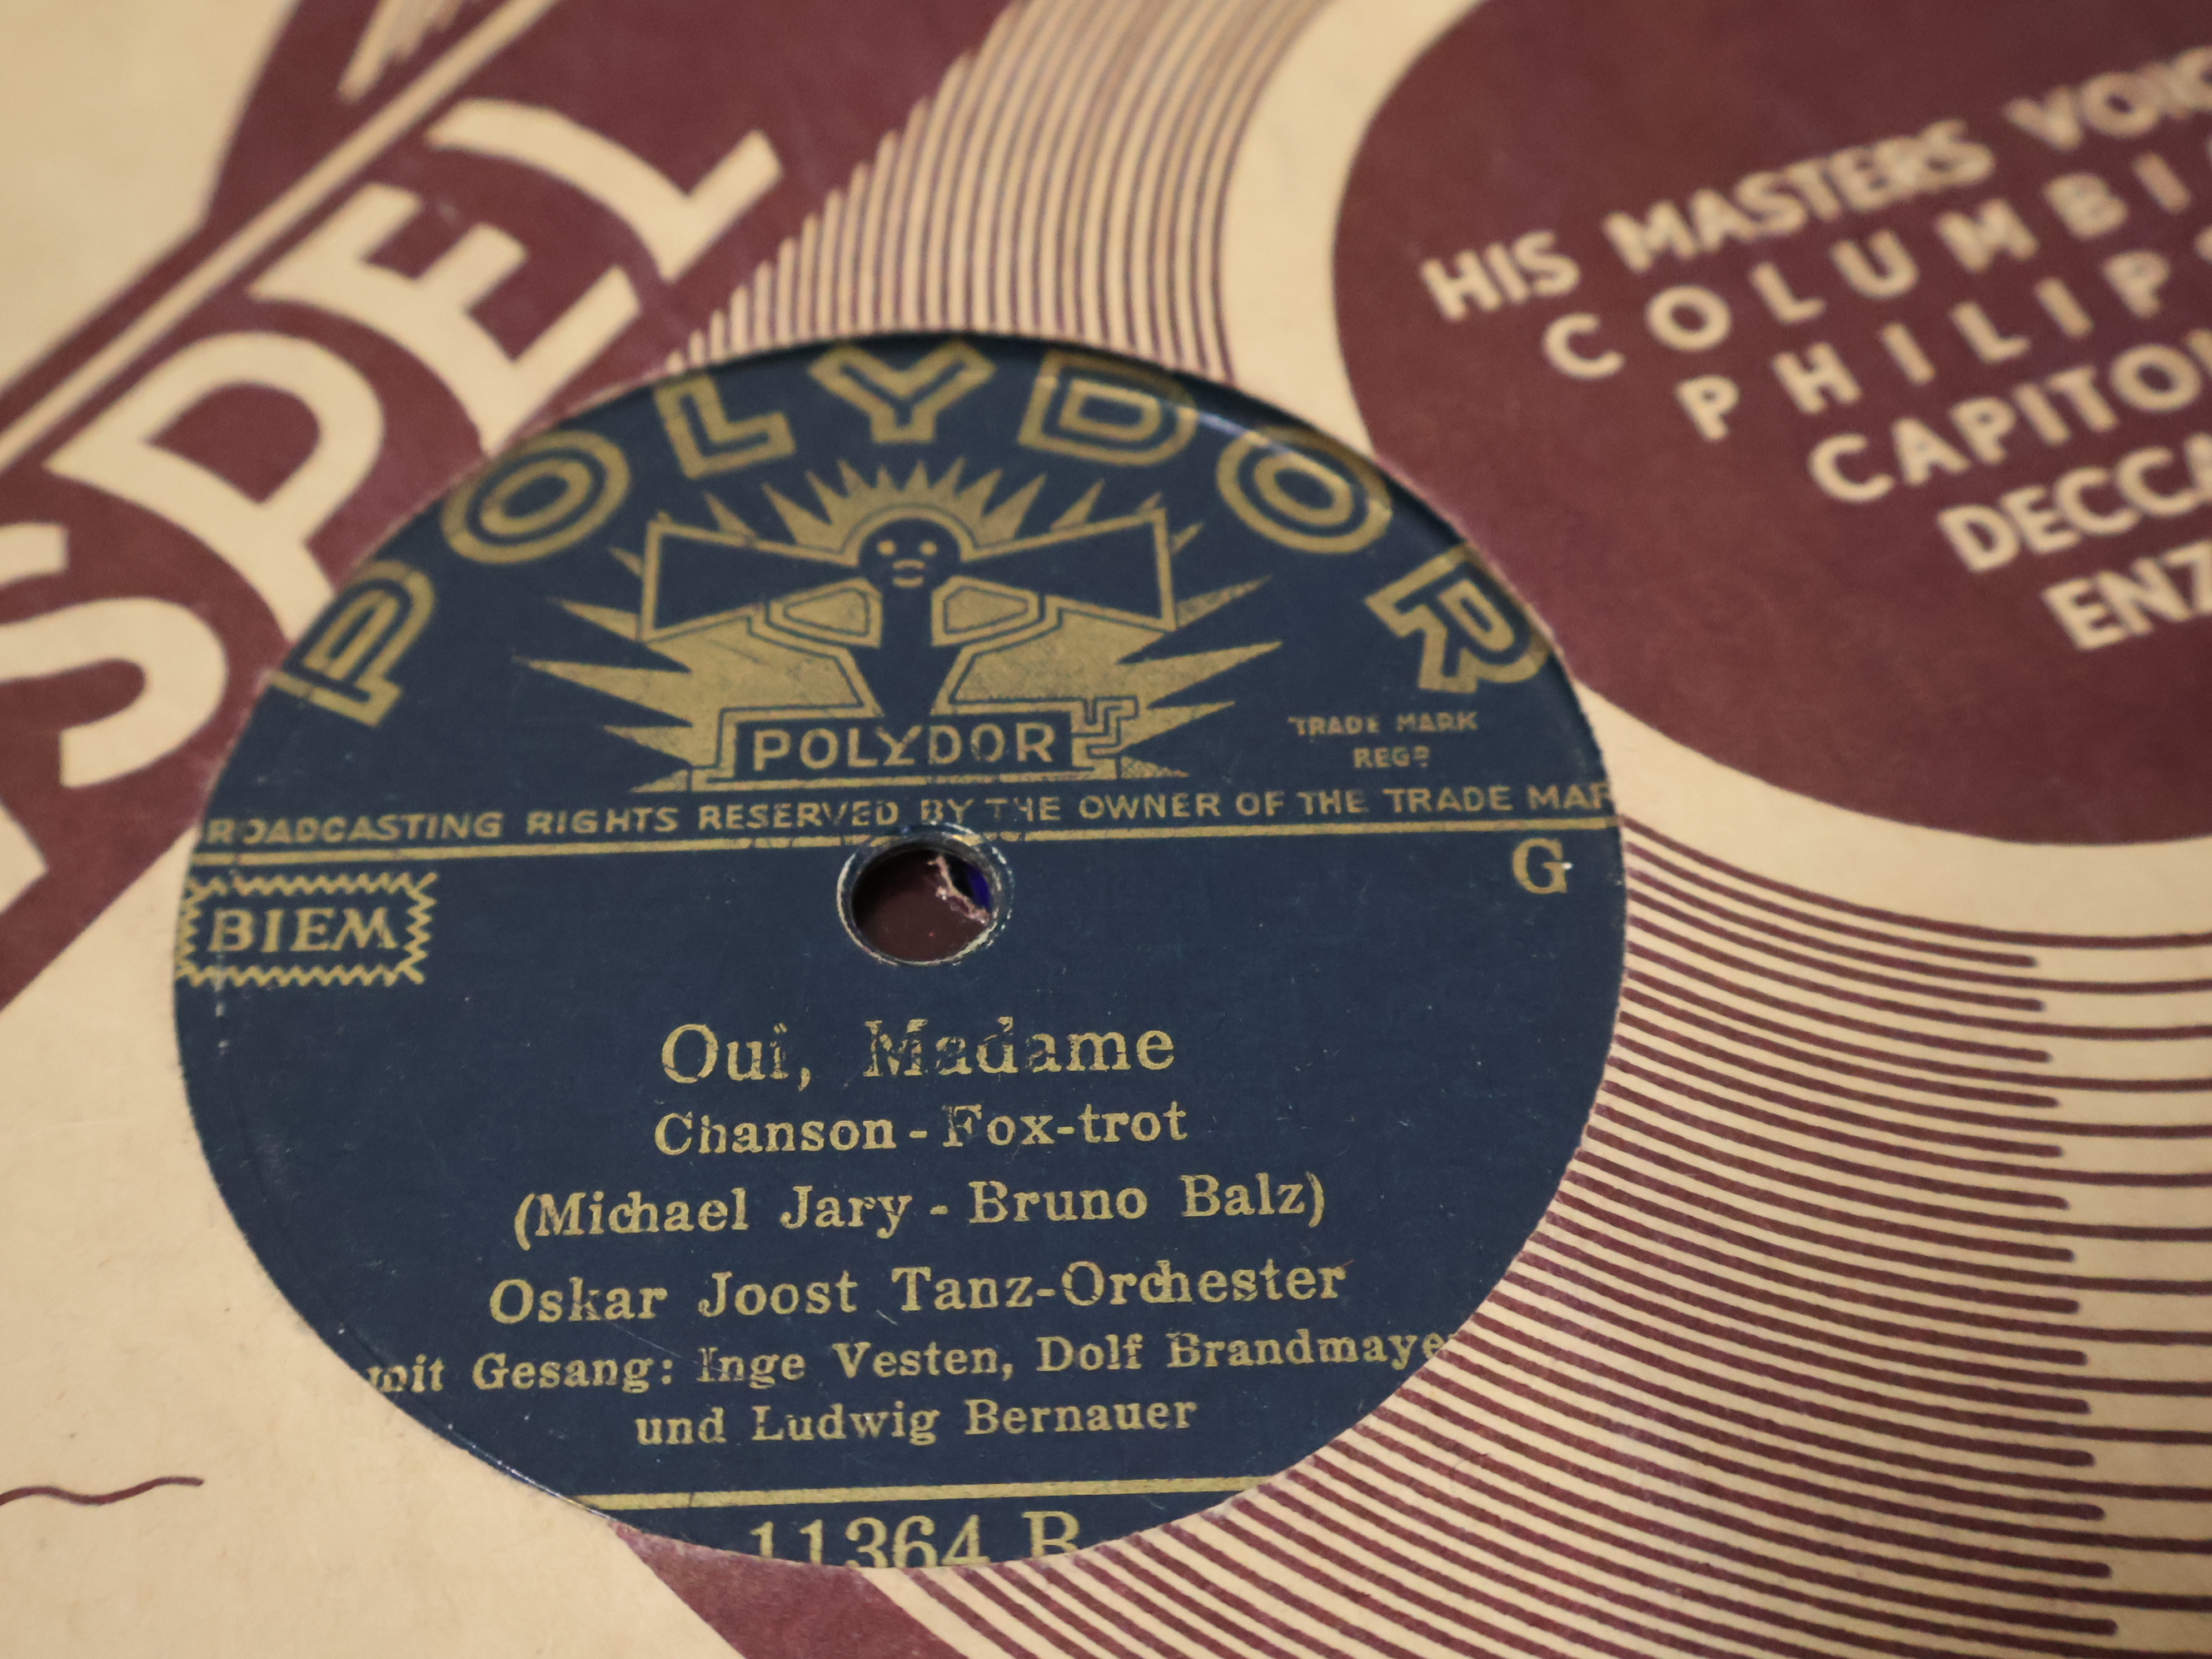 SPEL
HIS MASTERS
COLUMBI
PHILIPS
CAPITOL
DECCA
ENZ
POLYDOR
POLYDOR
TRADE MARK
REGD
ROADCASTING RIGHTS RESERVED BY THE OWNER OF THE TRADE MAR
G
BIEM
Oui, Madame
Chanson - Fox-trot
(Michael Jary - Bruno Balz)
Oskar Joost Tanz-Orchester
mit Gesang: Inge Vesten, Dolf Brandmaye
und Ludwig Bernauer
11364 B